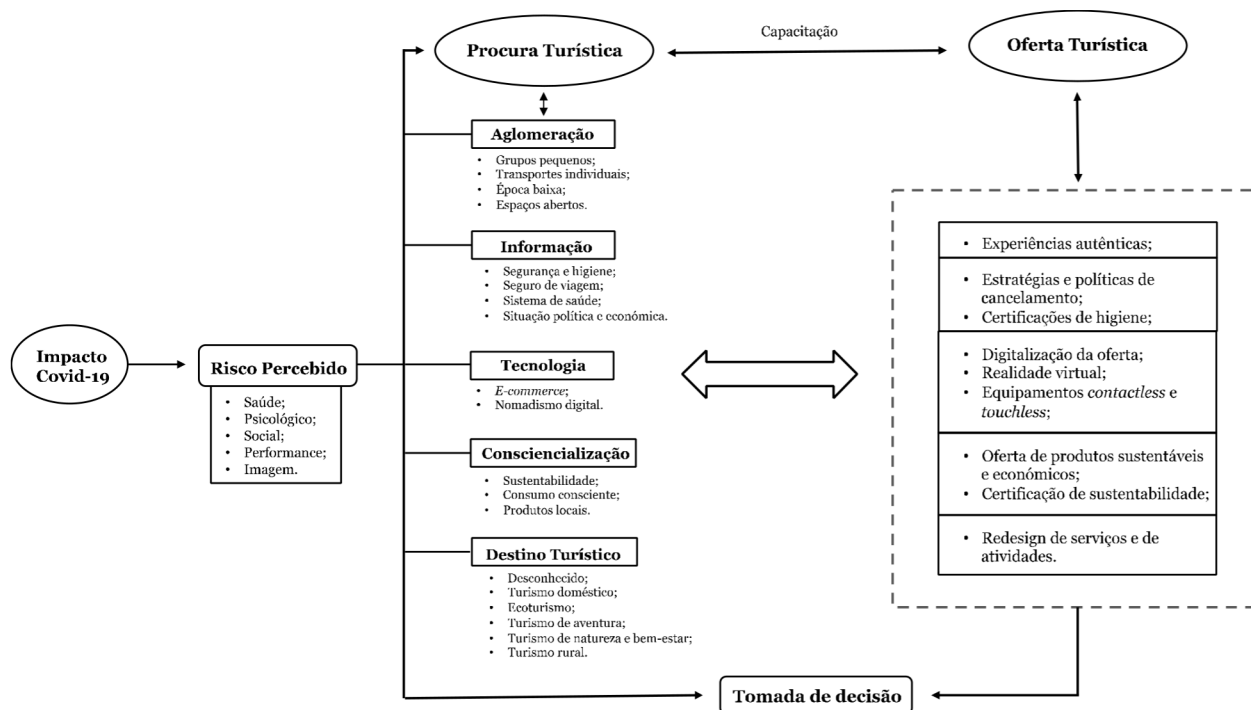 Procura Turística
Capacitação
Oferta Turística
Aglomeração
• Grupos pequenos;
• Transportes individuais;
• Época baixa;
• Espaços abertos.
Informação
• Segurança e higiene;
• Seguro de viagem;
• Sistema de saúde;
• Situação política e económica.
Impacto
Covid-19
Risco Percebido
• Saúde;
• Psicológico;
• Social;
• Performance;
• Imagem.
Tecnologia
• E-commerce;
• Nomadismo digital.
Consciencialização
• Sustentabilidade;
• Consumo consciente;
• Produtos locais.
Destino Turístico
• Desconhecido;
• Turismo doméstico;
• Ecoturismo;
• Turismo de aventura;
• Turismo de natureza e bem-estar;
• Turismo rural.
• Experiências autênticas;
• Estratégias e políticas de
cancelamento;
• Certificações de higiene;
• Digitalização da oferta;
• Realidade virtual;
• Equipamentos contactless e
touchless;
• Oferta de produtos sustentáveis
e económicos;
• Certificação de sustentabilidade;
• Redesign de serviços e de
atividades.
Tomada de decisão